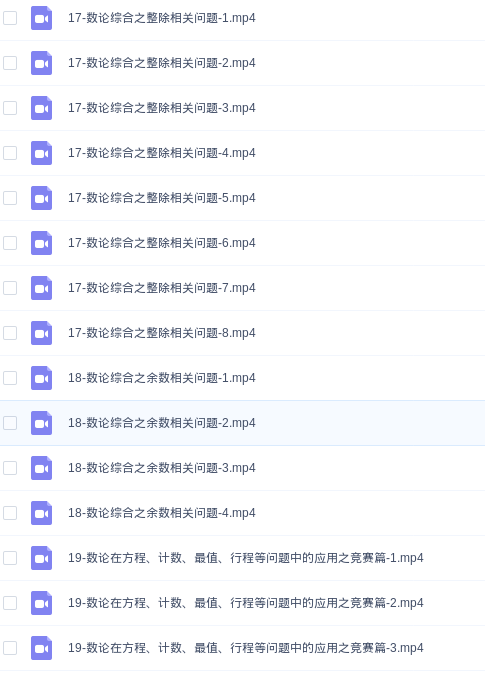 17-数论综合之整除相关问题-1.mp4
17-数论综合之整除相关问题-2.mp4
17-数论综合之整除相关问题-3.mp4
17-数论综合之整除相关问题-4.mp4
17-数论综合之整除相关问题-5.mp4
17-数论综合之整除相关问题-6.mp4
17-数论综合之整除相关问题-7.mp4
17-数论综合之整除相关问题-8.mp4
18-数论综合之余数相关问题-1.mp4
18-数论综合之余数相关问题-2.mp4
18-数论综合之余数相关问题-3.mp4
18-数论综合之余数相关问题-4.mp4
19-数论在方程、计数、最值、行程等问题中的应用之竞赛篇-1.mp4
19-数论在方程、计数、最值、行程等问题中的应用之竞赛篇-2.mp4
19-数论在方程、计数、最值、行程等问题中的应用之竞赛篇-3.mp4